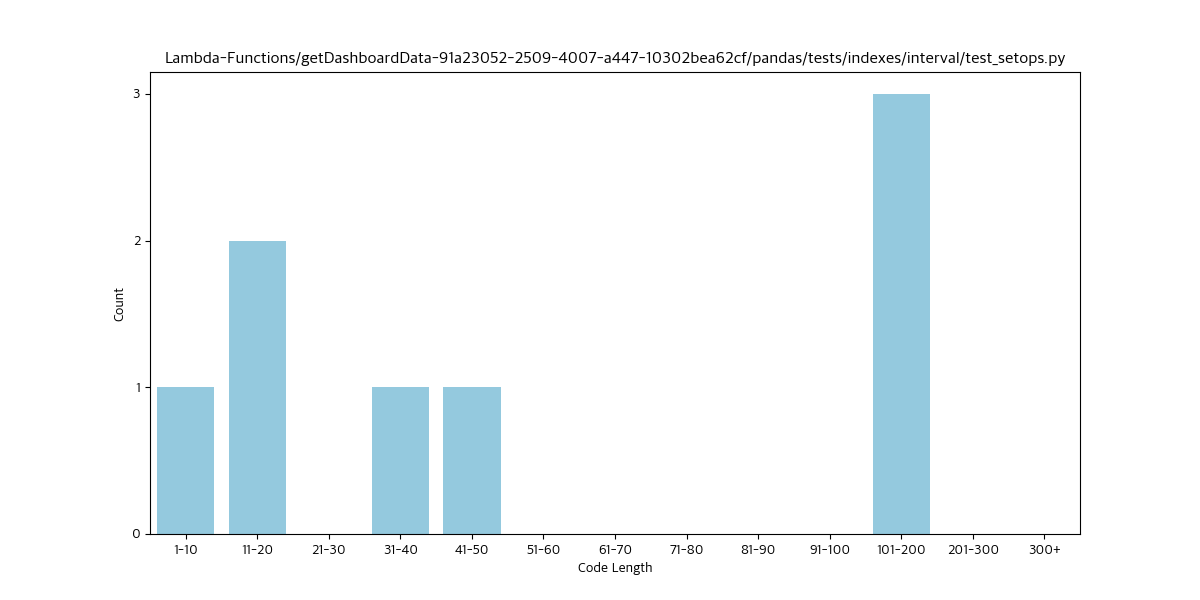 Lambda-Functions/getDashboardData-91a23052-2509-4007-a447-10302bea62cf/pandas/tests/indexes/interval/test_setops.py
3
2
1
0
Count
1-10 11-20 21-30 31-40 41-50 51-60 61-70 71-80 81-90 91-100 101-200 201-300 300+
Code Length